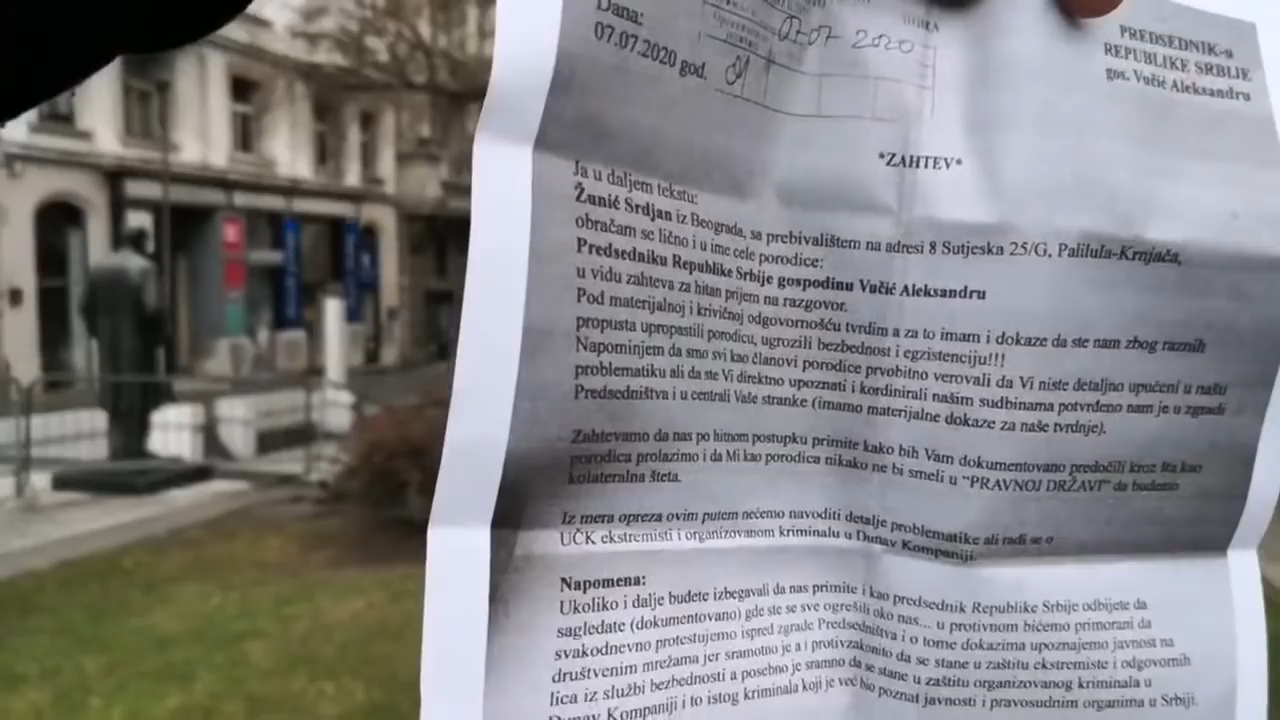 Dana:
07.07.2020 god.
07-07 2020
PREDSEDNIK-u
REPUBLIKE SRBIJE
gos. Vučić Aleksandru
*ZAHTEV*
Ja u daljem tekstu:
Žunić Srdjan iz Beograda, sa prebivalištem na adresi 8 Sutjeska 25/G, Palilula-Krnjača,
obraćam se lično i u ime cele porodice:
Predsedniku Republike Srbije gospodinu Vučić Aleksandru
u vidu zahteva za hitan prijem na razgovor.
Pod materijalnoj i krivičnoj odgovornošću tvrdim a za to imam i dokaze da ste nam zbog raznih
propusta upropastili porodicu, ugrozili bezbednost i egzistenciju!!!
Napominjem da smo svi kao članovi porodice prvobitno verovali da Vi niste detaljno upućeni u našu
problematiku ali da ste Vi direktno upoznati i kordinirali našim sudbinama potvrđeno nam je u zgradi
Predsedništva i u centrali Vaše stranke (imamo materijalne dokaze za naše tvrdnje).
Zahtevamo da nas po hitnom postupku primite kako bih Vam dokumentovano predočili kroz šta kao
porodica prolazimo i da Mi kao porodica nikako ne bi smeli u “PRAVNOJ DRŽAVI” da budemo
kolateralna šteta.
Iz mera opreza ovim putem nećemo navoditi detalje problematike ali radi se o
UČK ekstremisti i organizovanom kriminalu u Dunav Kompaniji.
Napomena:
Ukoliko i dalje budete izbegavali da nas primite i kao predsednik Republike Srbije odbijete da
sagledate (dokumentovano) gde ste se sve ogrešili oko nas... u protivnom bićemo primorani da
svakodnevno protestujemo ispred zgrade Predsedništva i o tome dokazima upoznajemo javnost na
društvenim mrežama jer sramotno je a i protivzakonito da se stane u zaštitu ekstremiste i odgovornih
lica iz službi bezbednosti a posebno je sramno da se stane u zaštitu organizovanog kriminala u
Dunav Kompaniji i to istog kriminala koji je već bio poznat javnosti i pravosudnim organima u Srbiji.